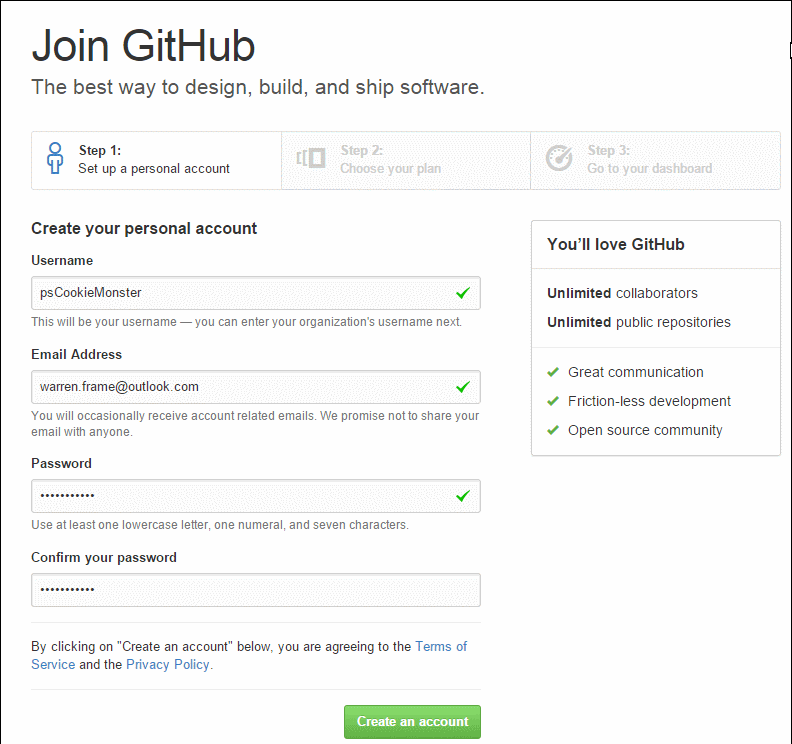 Join GitHub
The best way to design, build, and ship software.
Step 1:
Set up a personal account
Step 2:
Choose your plan
Step 3:
Go to your dashboard
Create your personal account
Username
psCookieMonster
This will be your username — you can enter your organization's username next.
Email Address
warren.frame@outlook.com
You will occasionally receive account related emails. We promise not to share your
email with anyone.
Password
•••••••••••
Use at least one lowercase letter, one numeral, and seven characters.
Confirm your password
•••••••••••
By clicking on "Create an account" below, you are agreeing to the Terms of
Service and the Privacy Policy.
Create an account
You’ll love GitHub
Unlimited collaborators
Unlimited public repositories
Great communication
Friction-less development
Open source community